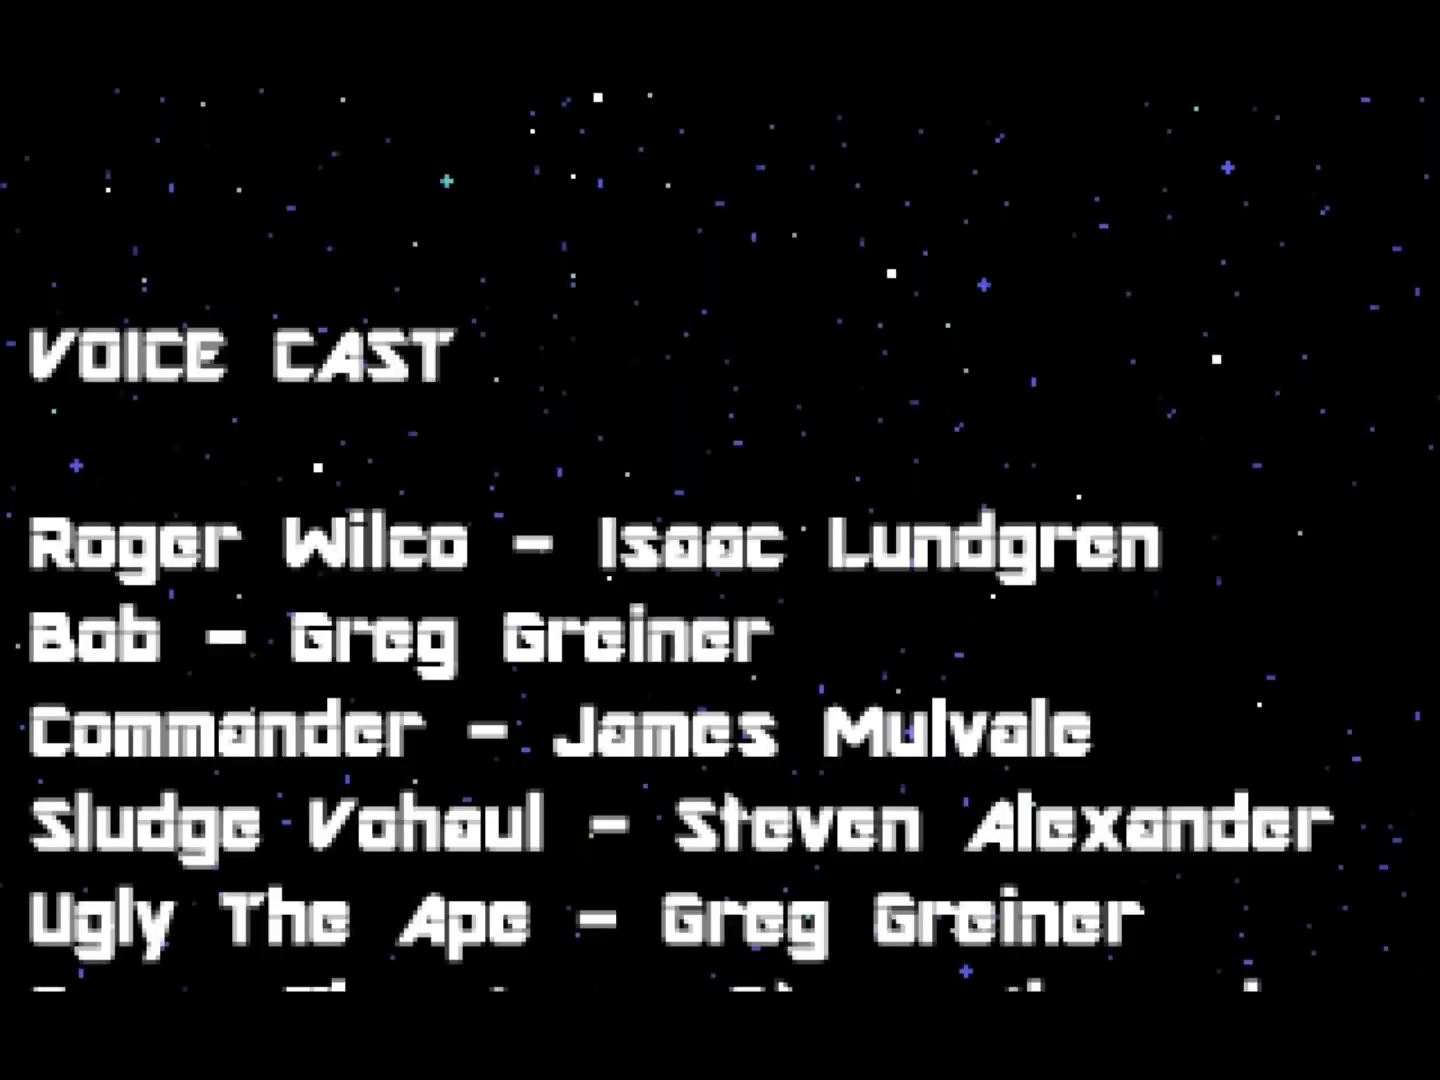 VOICE CAST
Roger Wilco - Isaac Lundgren
Bob - Greg Greiner
Commander - James Mulvale
Sludge Vohaul - Steven Alexander
Ugly The Ape - Greg Greiner